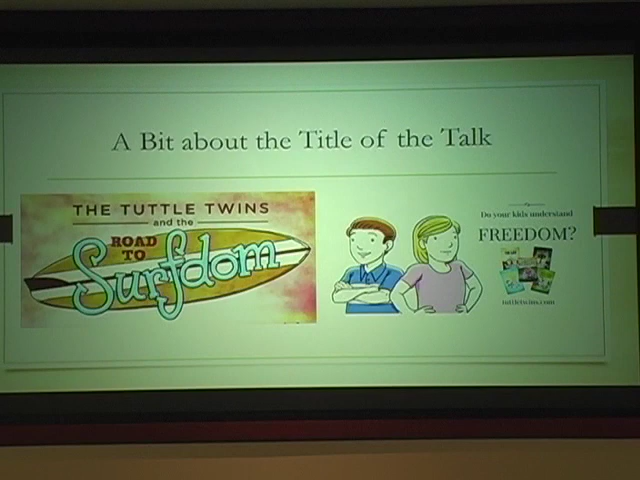 A Bit about the Title of the Talk
THE TUTTLE TWINS
and the
ROAD
TO
Surfdom
Do your kids understand
FREEDOM?
tuttletwins.com